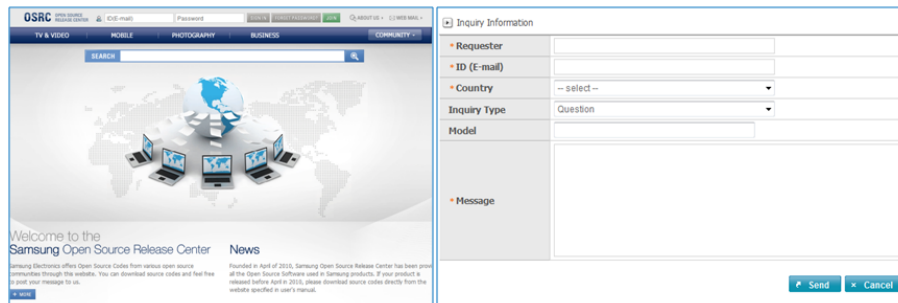 OSRC OPEN SOURCE RELEASE CENTER ID(E-mail) Password SIGN IN FORGOT PASSWORD? JOIN ABOUT US WEB MAIL
TV & VIDEO MOBILE PHOTOGRAPHY BUSINESS COMMUNITY
SEARCH
Welcome to the
Samsung Open Source Release Center
Samsung Electronics offers Open Source Codes from various open source
communities through this website. You can download source codes and feel free
to post your message to us.
+ MORE
News
Founded in April of 2010, Samsung Open Source Release Center has been prov
all the Open Source Software used in Samsung products. If your product is
released before April in 2010, please download source codes directly from the
website specified in user's manual.
Inquiry Information
* Requester
* ID (E-mail)
* Country -- select --
Inquiry Type Question
Model
* Message
Send × Cancel